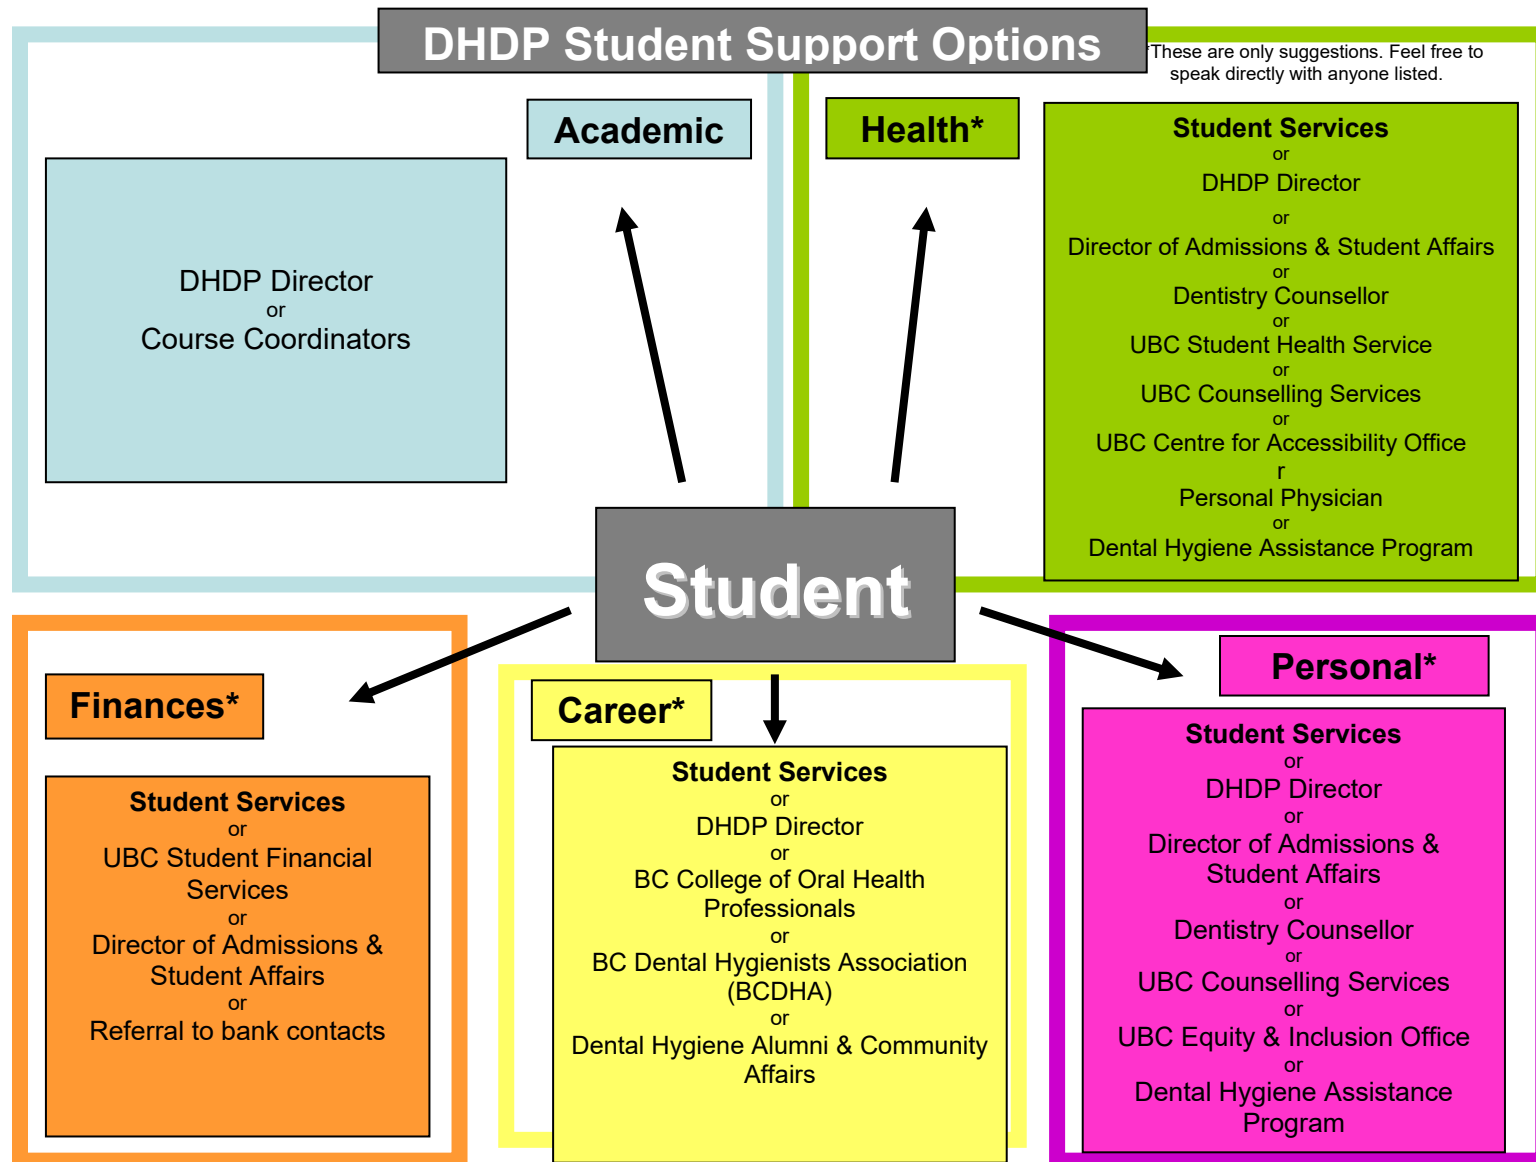 DHDP Student Support Options
*These are only suggestions. Feel free to
speak directly with anyone listed.
Academic
DHDP Director
or
Course Coordinators
Health*
Student Services
or
DHDP Director
or
Director of Admissions & Student Affairs
or
Dentistry Counsellor
or
UBC Student Health Service
or
UBC Counselling Services
or
UBC Centre for Accessibility Office
r
Personal Physician
or
Dental Hygiene Assistance Program
Student
Finances*
Student Services
or
UBC Student Financial
Services
or
Director of Admissions &
Student Affairs
or
Referral to bank contacts
Career*
Student Services
or
DHDP Director
or
BC College of Oral Health
Professionals
or
BC Dental Hygienists Association
(BCDHA)
or
Dental Hygiene Alumni & Community
Affairs
Personal*
Student Services
or
DHDP Director
or
Director of Admissions &
Student Affairs
or
Dentistry Counsellor
or
UBC Counselling Services
or
UBC Equity & Inclusion Office
or
Dental Hygiene Assistance
Program